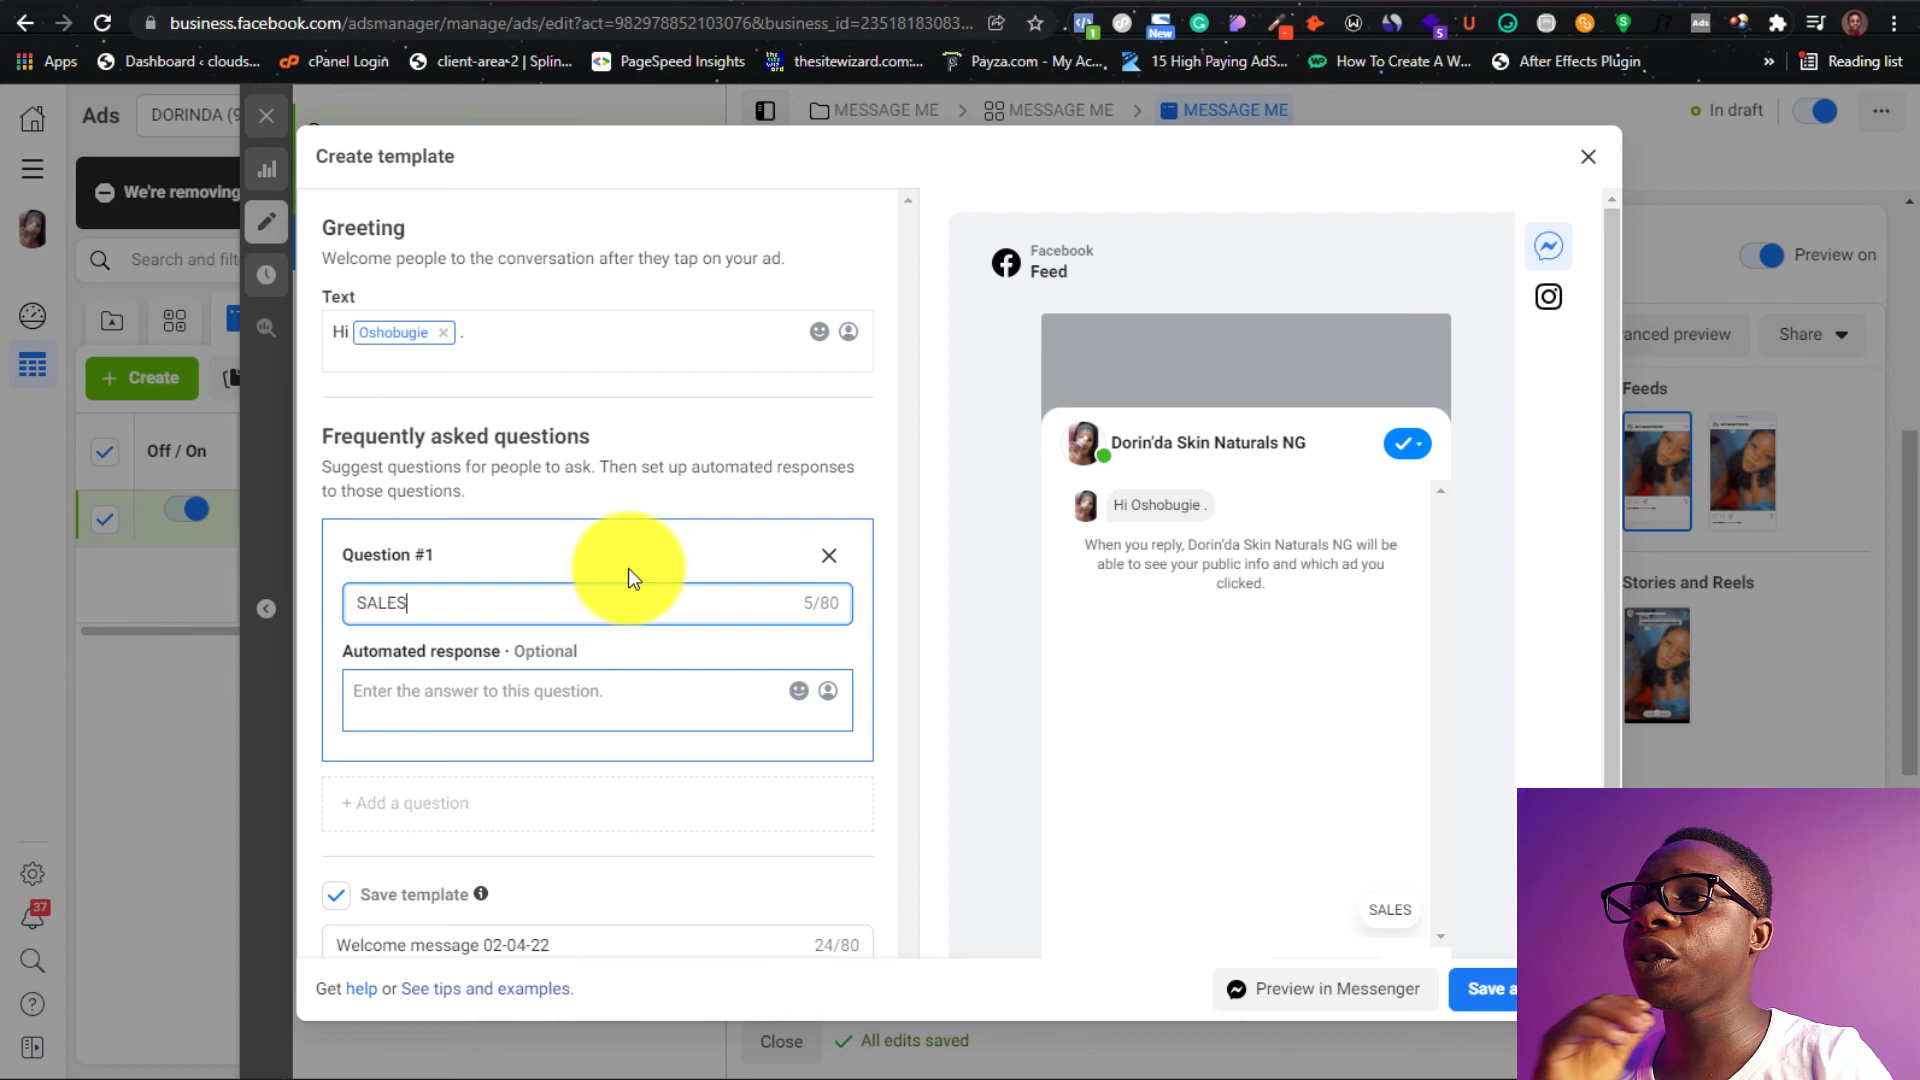 business.facebook.com/adsmanager/manage/ads/edit?act=982978852103076&business_id=23518183083...
New
Ads
1
5
Apps
Dashboard ‹ clouds...
cPanel Login
client-area-2 | Splin...
PageSpeed Insights
thesitewizard.com:...
Payza.com - My Ac...
15 High Paying AdS...
How To Create A W...
After Effects Plugin
»
Reading list
Ads
DORINDA (9
MESSAGE ME
MESSAGE ME
MESSAGE ME
In draft
We're removing
Search and filt
Create
Off / On
37
Create template
Greeting
Welcome people to the conversation after they tap on your ad.
Text
Hi Oshobugie × .
Frequently asked questions
Suggest questions for people to ask. Then set up automated responses
to those questions.
Question #1
SALES
5/80
Automated response · Optional
Enter the answer to this question.
+ Add a question
Save template
Welcome message 02-04-22
24/80
Get help or See tips and examples.
Facebook
Feed
Dorin'da Skin Naturals NG
Hi Oshobugie .
When you reply, Dorin'da Skin Naturals NG will be
able to see your public info and which ad you
clicked.
SALES
Preview in Messenger
Save a
Preview on
anced preview
Share
Feeds
Stories and Reels
Close
All edits saved